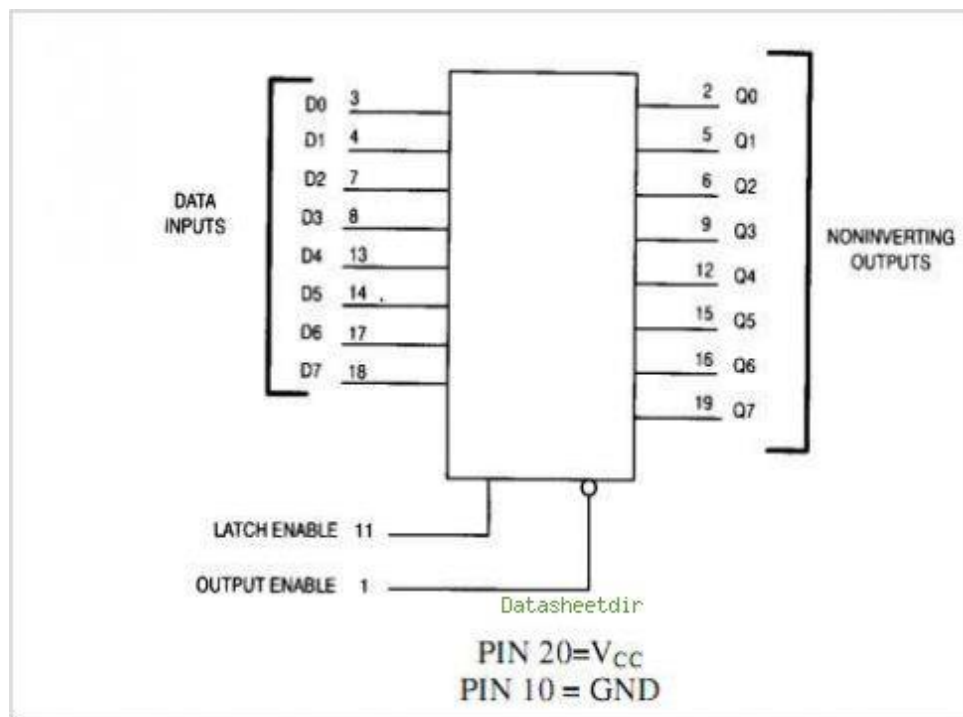 D0 3
D1 4
D2 7
D3 8
D4 13
D5 14
D6 17
D7 18
DATA
INPUTS
2 Q0
5 Q1
6 Q2
9 Q3
12 Q4
15 Q5
16 Q6
19 Q7
NONINVERTING
OUTPUTS
LATCH ENABLE 11
OUTPUT ENABLE 1
Datasheetdir
PIN 20=VCC
PIN 10 = GND